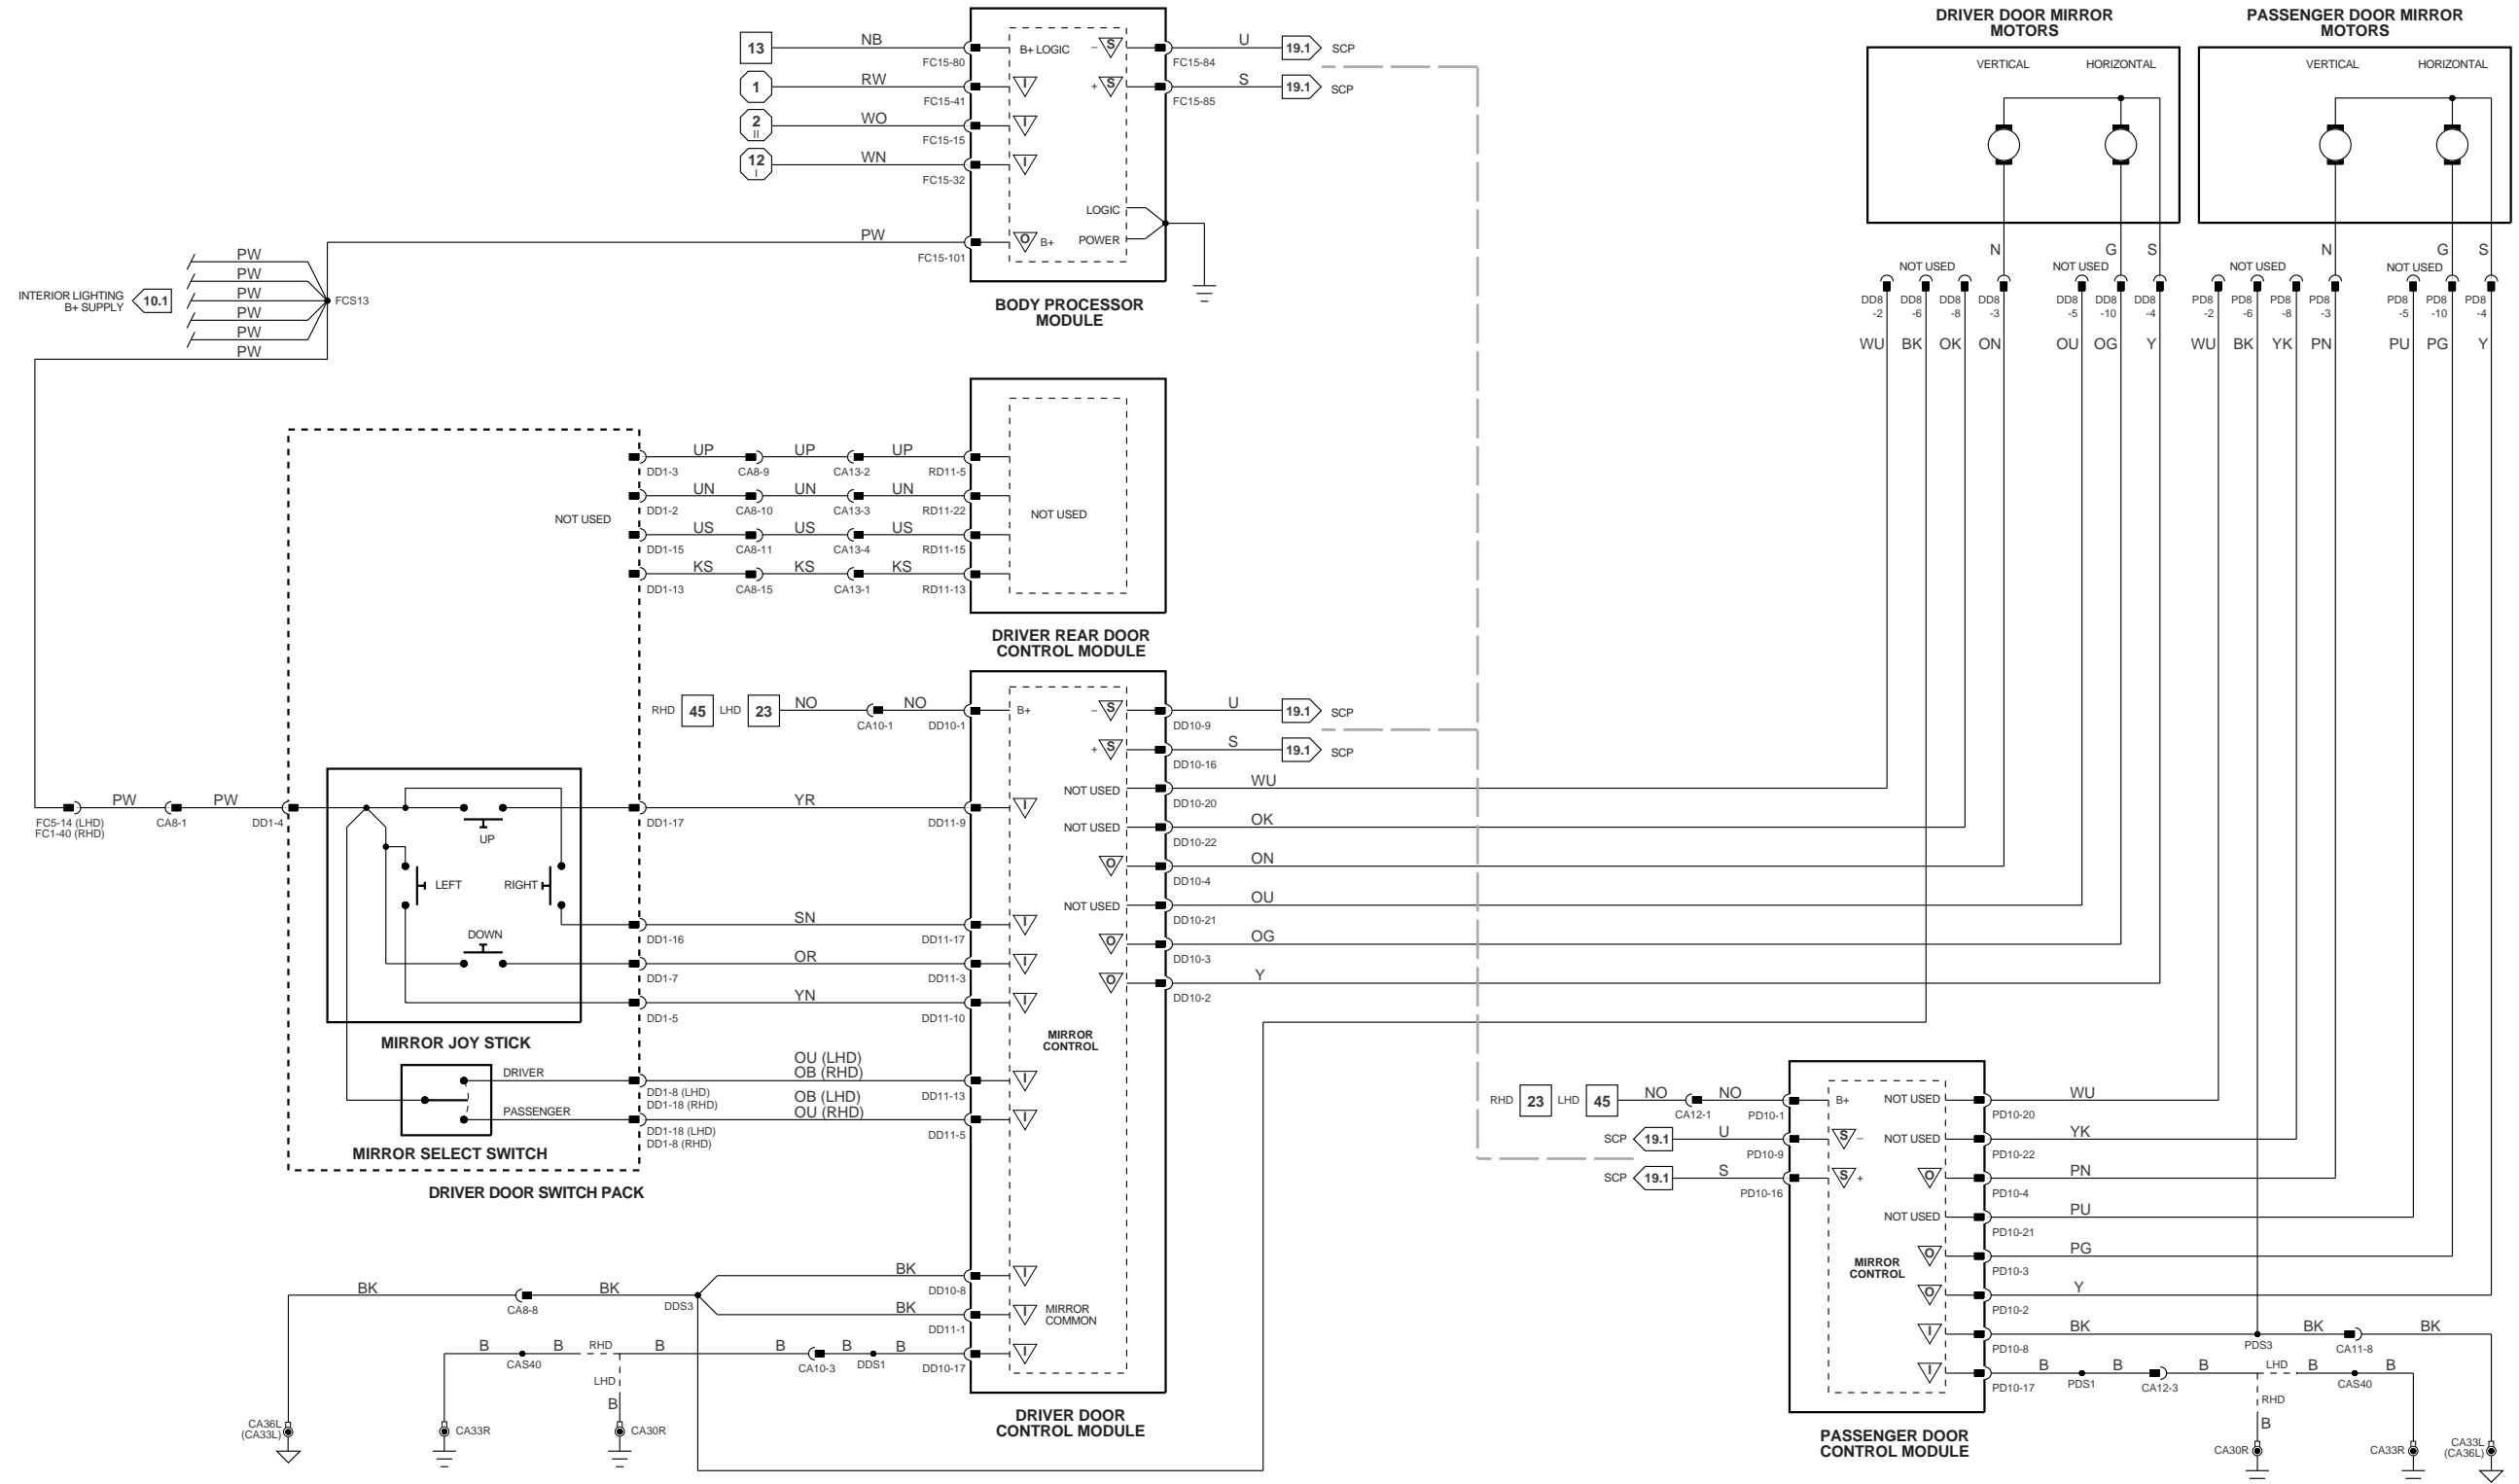 DRIVER DOOR MIRROR
MOTORS
PASSENGER DOOR MIRROR
MOTORS
VERTICAL
HORIZONTAL
VERTICAL
HORIZONTAL
13
NB
FC15-80
B+ LOGIC
– S
FC15-84
U
19.1
SCP
1
RW
FC15-41
I
+ S
FC15-85
S
19.1
SCP
2
II
WO
FC15-15
I
12
I
WN
FC15-32
I
LOGIC
POWER
PW
FC15-101
O B+
BODY PROCESSOR
MODULE
INTERIOR LIGHTING
B+ SUPPLY
10.1
PW
PW
PW
PW
PW
PW
FCS13
N
G
S
N
G
S
NOT USED
NOT USED
NOT USED
NOT USED
DD8
-2
DD8
-6
DD8
-8
DD8
-3
DD8
-5
DD8
-10
DD8
-4
PD8
-2
PD8
-6
PD8
-8
PD8
-3
PD8
-5
PD8
-10
PD8
-4
WU
BK
OK
ON
OU
OG
Y
WU
BK
YK
PN
PU
PG
Y
NOT USED
DD1-3
UP
CA8-9
UP
CA13-2
UP
RD11-5
DD1-2
UN
CA8-10
UN
CA13-3
UN
RD11-22
DD1-15
US
CA8-11
US
CA13-4
US
RD11-15
DD1-13
KS
CA8-15
KS
CA13-1
KS
RD11-13
NOT USED
DRIVER REAR DOOR
CONTROL MODULE
RHD
45
LHD
23
NO
CA10-1
NO
DD10-1
B+
– S
DD10-9
U
19.1
SCP
+ S
DD10-16
S
19.1
SCP
NOT USED
DD10-20
WU
NOT USED
DD10-22
OK
O
DD10-4
ON
NOT USED
DD10-21
OU
O
DD10-3
OG
O
DD10-2
Y
FC5-14 (LHD)
FC1-40 (RHD)
PW
CA8-1
PW
DD1-4
UP
LEFT
RIGHT
DOWN
DD1-17
YR
DD11-9
I
DD1-16
SN
DD11-17
I
DD1-7
OR
DD11-3
I
DD1-5
YN
DD11-10
I
MIRROR JOY STICK
MIRROR
CONTROL
DRIVER
DD1-8 (LHD)
DD1-18 (RHD)
OU (LHD)
OB (RHD)
DD11-13
I
PASSENGER
DD1-18 (LHD)
DD1-8 (RHD)
OB (LHD)
OU (RHD)
DD11-5
I
MIRROR SELECT SWITCH
DRIVER DOOR SWITCH PACK
BK
CA8-8
BK
DDS3
BK
DD10-8
I
BK
DD11-1
I
MIRROR
COMMON
B
CAS40
B
RHD
B
B
CA10-3
B
DDS1
B
DD10-17
I
LHD
B
CA36L
(CA33L)
CA33R
CA30R
DRIVER DOOR
CONTROL MODULE
RHD
23
LHD
45
NO
CA12-1
NO
PD10-1
B+
SCP
19.1
U
PD10-9
S –
SCP
19.1
S
PD10-16
S +
NOT USED
PD10-20
WU
NOT USED
PD10-22
YK
O
PD10-4
PN
NOT USED
PD10-21
PU
O
PD10-3
PG
MIRROR
CONTROL
O
PD10-2
Y
I
PD10-8
BK
PDS3
BK
CA11-8
BK
I
PD10-17
B
PDS1
B
CA12-3
B
LHD
B
CAS40
B
RHD
B
CA30R
CA33R
CA33L
(CA36L)
PASSENGER DOOR
CONTROL MODULE